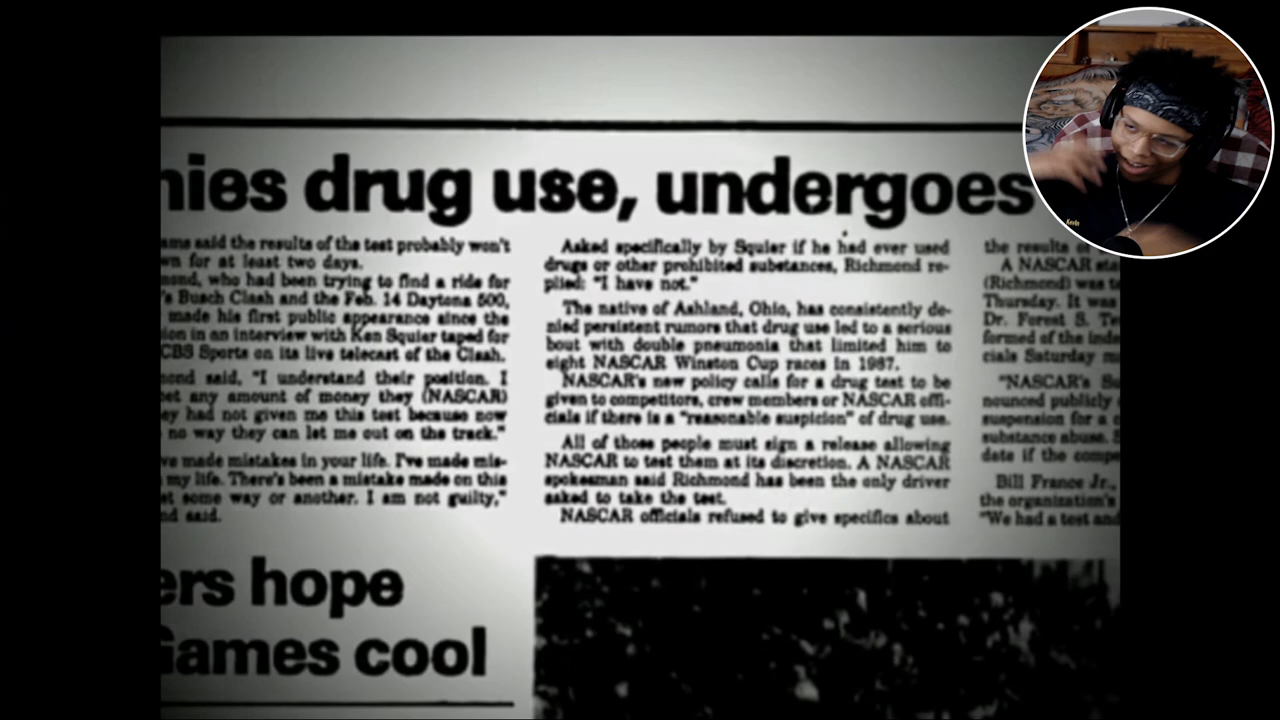 nies drug use, undergoes
ams said the results of the test probably won't
wn for at least two days.
mond, who had been trying to find a ride for
's Busch Clash and the Feb. 14 Daytona 500,
made his first public appearance since the
ion in an interview with Ken Squier taped for
CBS Sports on its live telecast of the Clash.
mond said, "I understand their position. I
bet any amount of money they (NASCAR)
ey had not given me this test because now
no way they can let me out on the track."
ve made mistakes in your life. I've made mis-
my life. There's been a mistake made on this
et some way or another. I am not guilty,"
nd said.
Asked specifically by Squier if he had ever used
drugs or other prohibited substances, Richmond re-
plied: "I have not."
The native of Ashland, Ohio, has consistently de-
nied persistent rumors that drug use led to a serious
bout with double pneumonia that limited him to
eight NASCAR Winston Cup races in 1987.
NASCAR's new policy calls for a drug test to be
given to competitors, crew members or NASCAR offi-
cials if there is a "reasonable suspicion" of drug use.
All of those people must sign a release allowing
NASCAR to test them at its discretion. A NASCAR
spokesman said Richmond has been the only driver
asked to take the test.
NASCAR officials refused to give specifics about
the results
A NASCAR
(Richmond) was
Thursday. It was
Dr. Forest S.
formed of the
cials Saturday
"NASCAR's
nounced publicly
suspension for a
substance abuse.
date if the
Bill France Jr.,
the organization's
"We had a test and
ers hope
Games cool